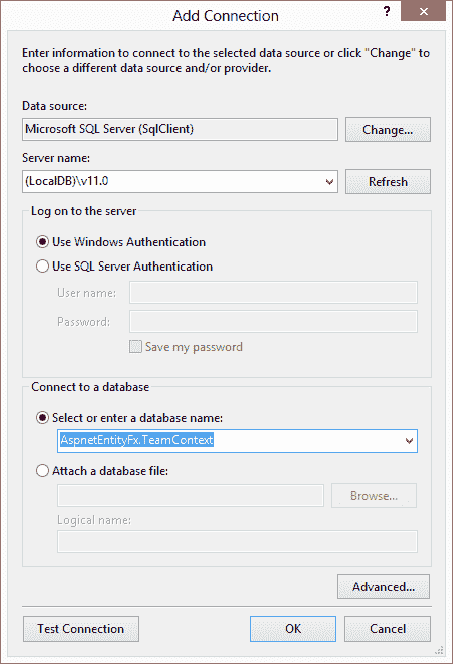 Add Connection
?
Enter information to connect to the selected data source or click "Change" to
choose a different data source and/or provider.
Data source:
Microsoft SQL Server (SqlClient)
Change...
Server name:
(LocalDB)\v11.0
Refresh
Log on to the server
Use Windows Authentication
Use SQL Server Authentication
User name:
Password:
Save my password
Connect to a database
Select or enter a database name:
AspnetEntityFx.TeamContext
Attach a database file:
Browse...
Logical name:
Advanced...
Test Connection
OK
Cancel